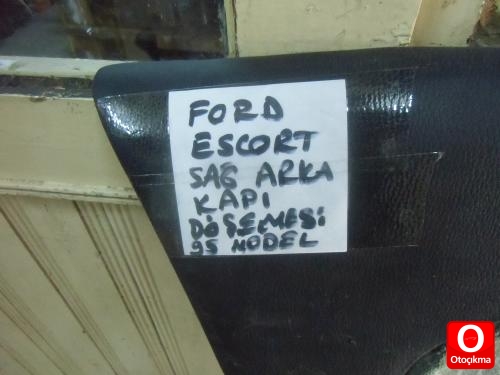 FORD
ESCORT
SAĞ ARKA
KAPI
DÖŞEMESİ
95 MODEL
Otoçıkma